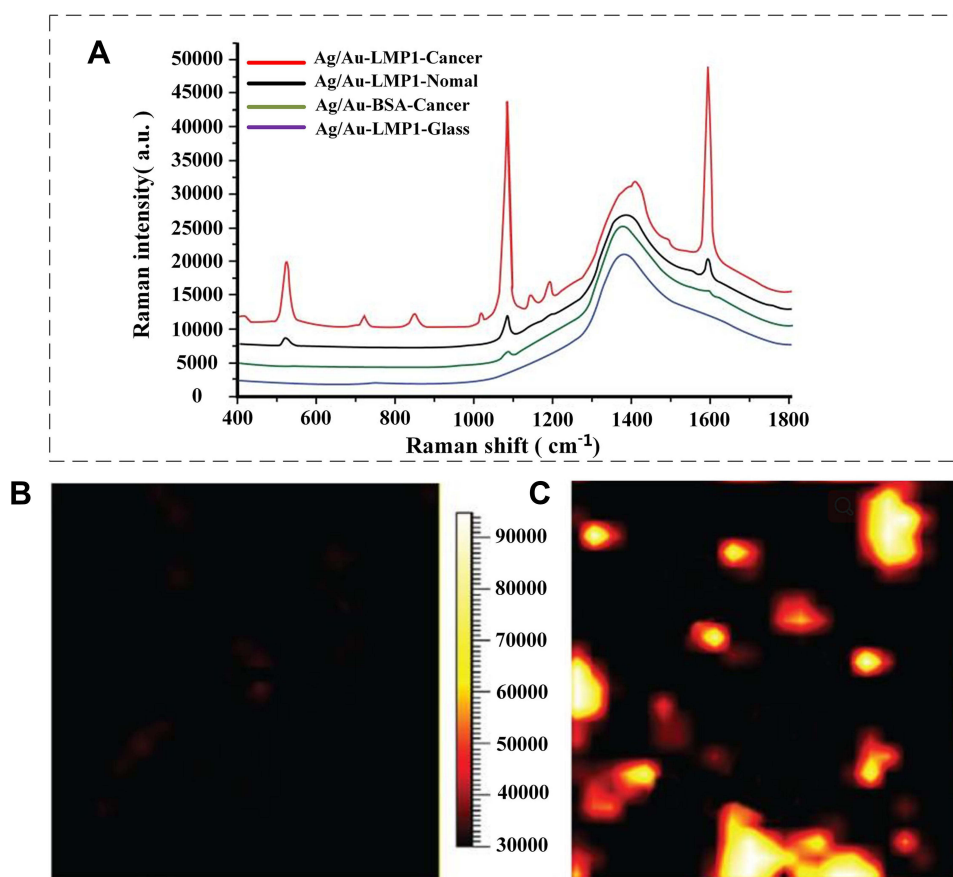 A
Ag/Au-LMP1-Cancer
Ag/Au-LMP1-Nomal
Ag/Au-BSA-Cancer
Ag/Au-LMP1-Glass
Raman intensity( a.u. )
50000
45000
40000
35000
30000
25000
20000
15000
10000
5000
0
400 600 800 1000 1200 1400 1600 1800
Raman shift ( cm⁻¹)
B
90000
80000
70000
60000
50000
40000
30000
C